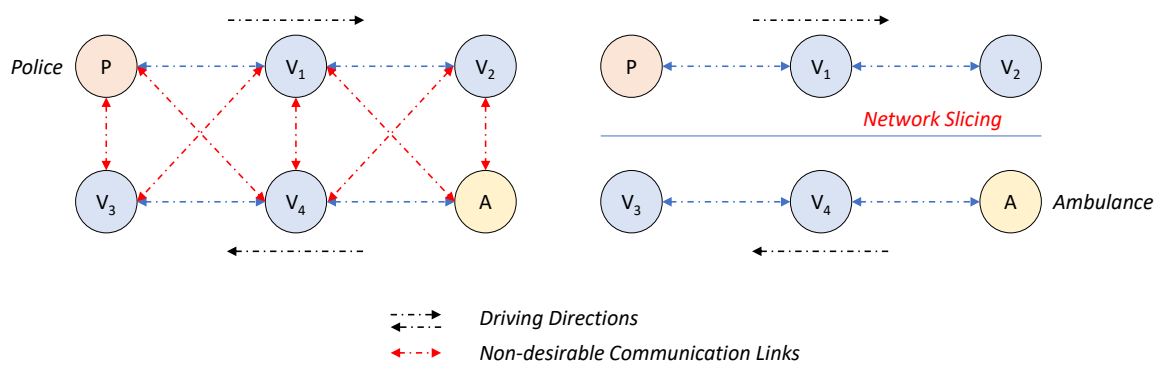 Police P V1 V2 P V1 V2
Network Slicing
V3 V4 A V3 V4 A Ambulance
Driving Directions
Non-desirable Communication Links